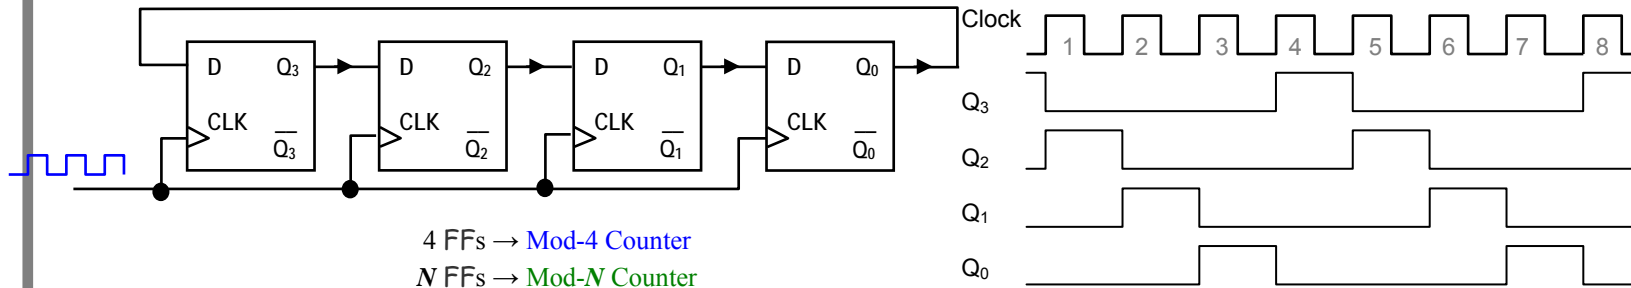 Clock
1 2 3 4 5 6 7 8
D Q3 D Q2 D Q1 D Q0
CLK CLK CLK CLK
Q̅3 Q̅2 Q̅1 Q̅0
Q3
Q2
Q1
Q0
4 FFs → Mod-4 Counter
N FFs → Mod-N Counter